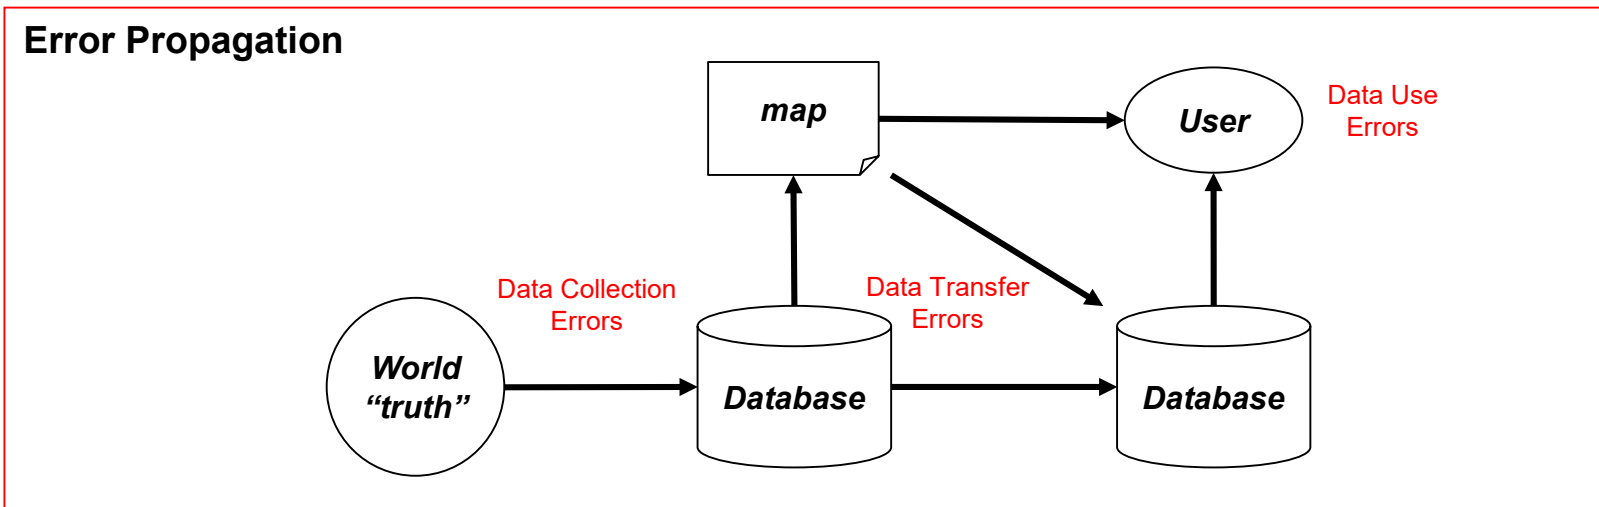 Error Propagation
map
User
Data Use
Errors
Data Collection
Errors
Data Transfer
Errors
World
“truth”
Database
Database